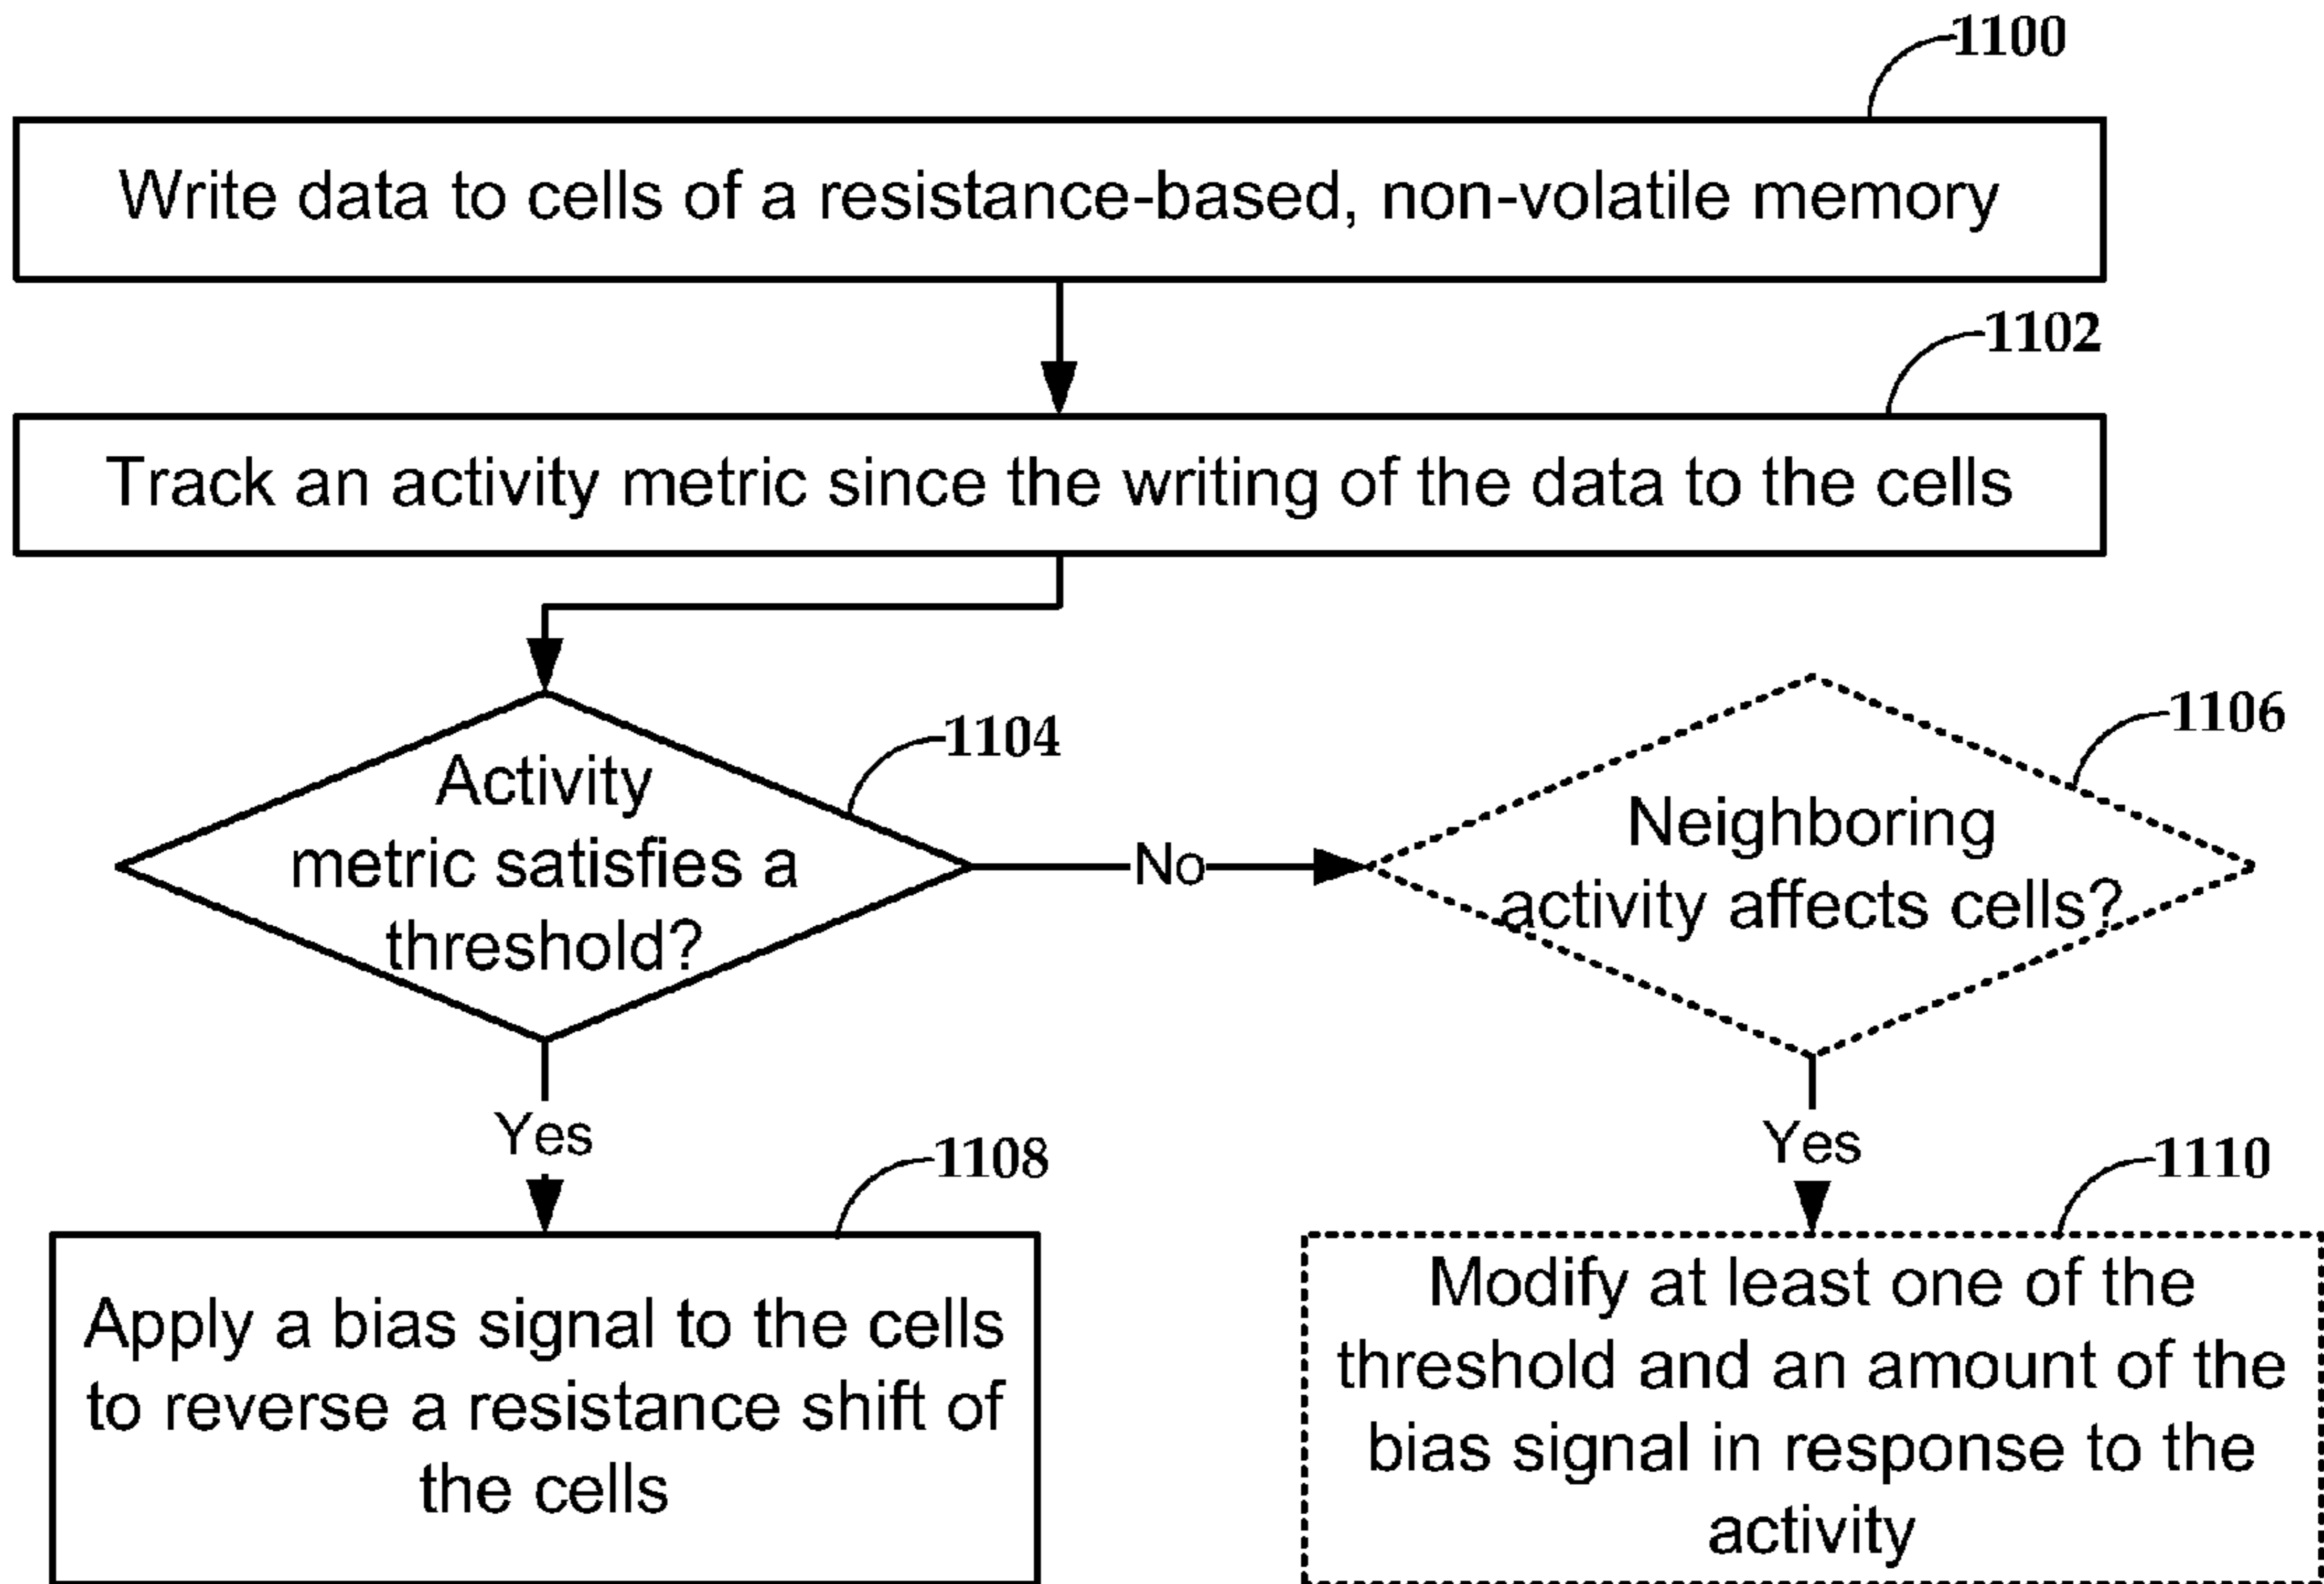 1100
Write data to cells of a resistance-based, non-volatile memory
1102
Track an activity metric since the writing of the data to the cells
1104
Activity
metric satisfies a
threshold?
No
1106
Neighboring
activity affects cells?
Yes
1108
Apply a bias signal to the cells
to reverse a resistance shift of
the cells
Yes
1110
Modify at least one of the
threshold and an amount of the
bias signal in response to the
activity